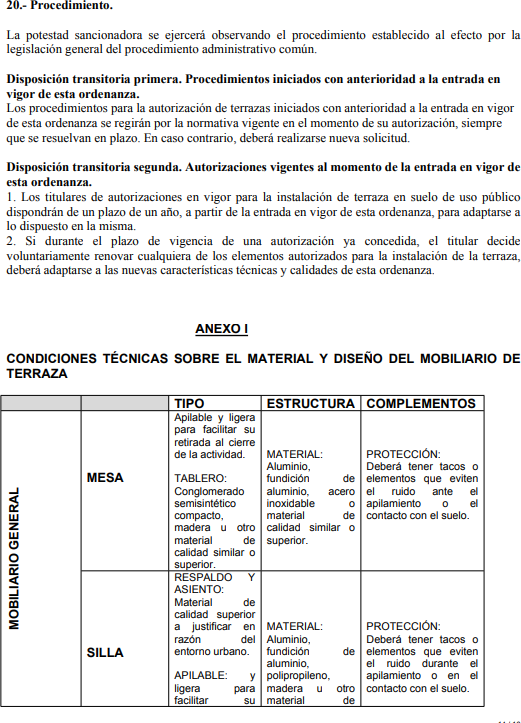 20.- Procedimiento.
La potestad sancionadora se ejercerá observando el procedimiento establecido al efecto por la
legislación general del procedimiento administrativo común.
Disposición transitoria primera. Procedimientos iniciados con anterioridad a la entrada en
vigor de esta ordenanza.
Los procedimientos para la autorización de terrazas iniciados con anterioridad a la entrada en vigor
de esta ordenanza se regirán por la normativa vigente en el momento de su autorización, siempre
que se resuelvan en plazo. En caso contrario, deberá realizarse nueva solicitud.
Disposición transitoria segunda. Autorizaciones vigentes al momento de la entrada en vigor de
esta ordenanza.
1. Los titulares de autorizaciones en vigor para la instalación de terraza en suelo de uso público
dispondrán de un plazo de un año, a partir de la entrada en vigor de esta ordenanza, para adaptarse a
lo dispuesto en la misma.
2. Si durante el plazo de vigencia de una autorización ya concedida, el titular decide
voluntariamente renovar cualquiera de los elementos autorizados para la instalación de la terraza,
deberá adaptarse a las nuevas características técnicas y calidades de esta ordenanza.
ANEXO I
CONDICIONES TÉCNICAS SOBRE EL MATERIAL Y DISEÑO DEL MOBILIARIO DE
TERRAZA
TIPO ESTRUCTURA COMPLEMENTOS
MOBILIARIO GENERAL
MESA
Apilable y ligera
para facilitar su
retirada al cierre
de la actividad.
TABLERO:
Conglomerado
semisintético
compacto,
madera u otro
material de
calidad similar o
superior.
MATERIAL:
Aluminio,
fundición de
aluminio, acero
inoxidable o
material de
calidad similar o
superior.
PROTECCIÓN:
Deberá tener tacos o
elementos que eviten
el ruido ante el
apilamiento o el
contacto con el suelo.
SILLA
RESPALDO Y
ASIENTO:
Material de
calidad superior
a justificar en
razón del
entorno urbano.
APILABLE: y
ligera para
facilitar su
MATERIAL:
Aluminio,
fundición de
aluminio,
polipropileno,
madera u otro
material de
PROTECCIÓN:
Deberá tener tacos o
elementos que eviten
el ruido durante el
apilamiento o en el
contacto con el suelo.